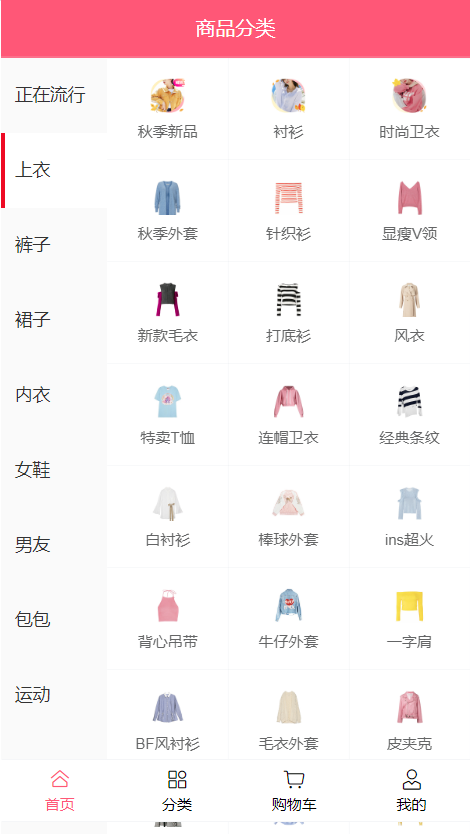 商品分类
正在流行
上衣
裤子
裙子
内衣
女鞋
男友
包包
运动
秋季新品 衬衫 时尚卫衣
秋季外套 针织衫 显瘦V领
新款毛衣 打底衫 风衣
特卖T恤 连帽卫衣 经典条纹
白衬衫 棒球外套 ins超火
背心吊带 牛仔外套 一字肩
BF风衬衫 毛衣外套 皮夹克
首页 分类 购物车 我的